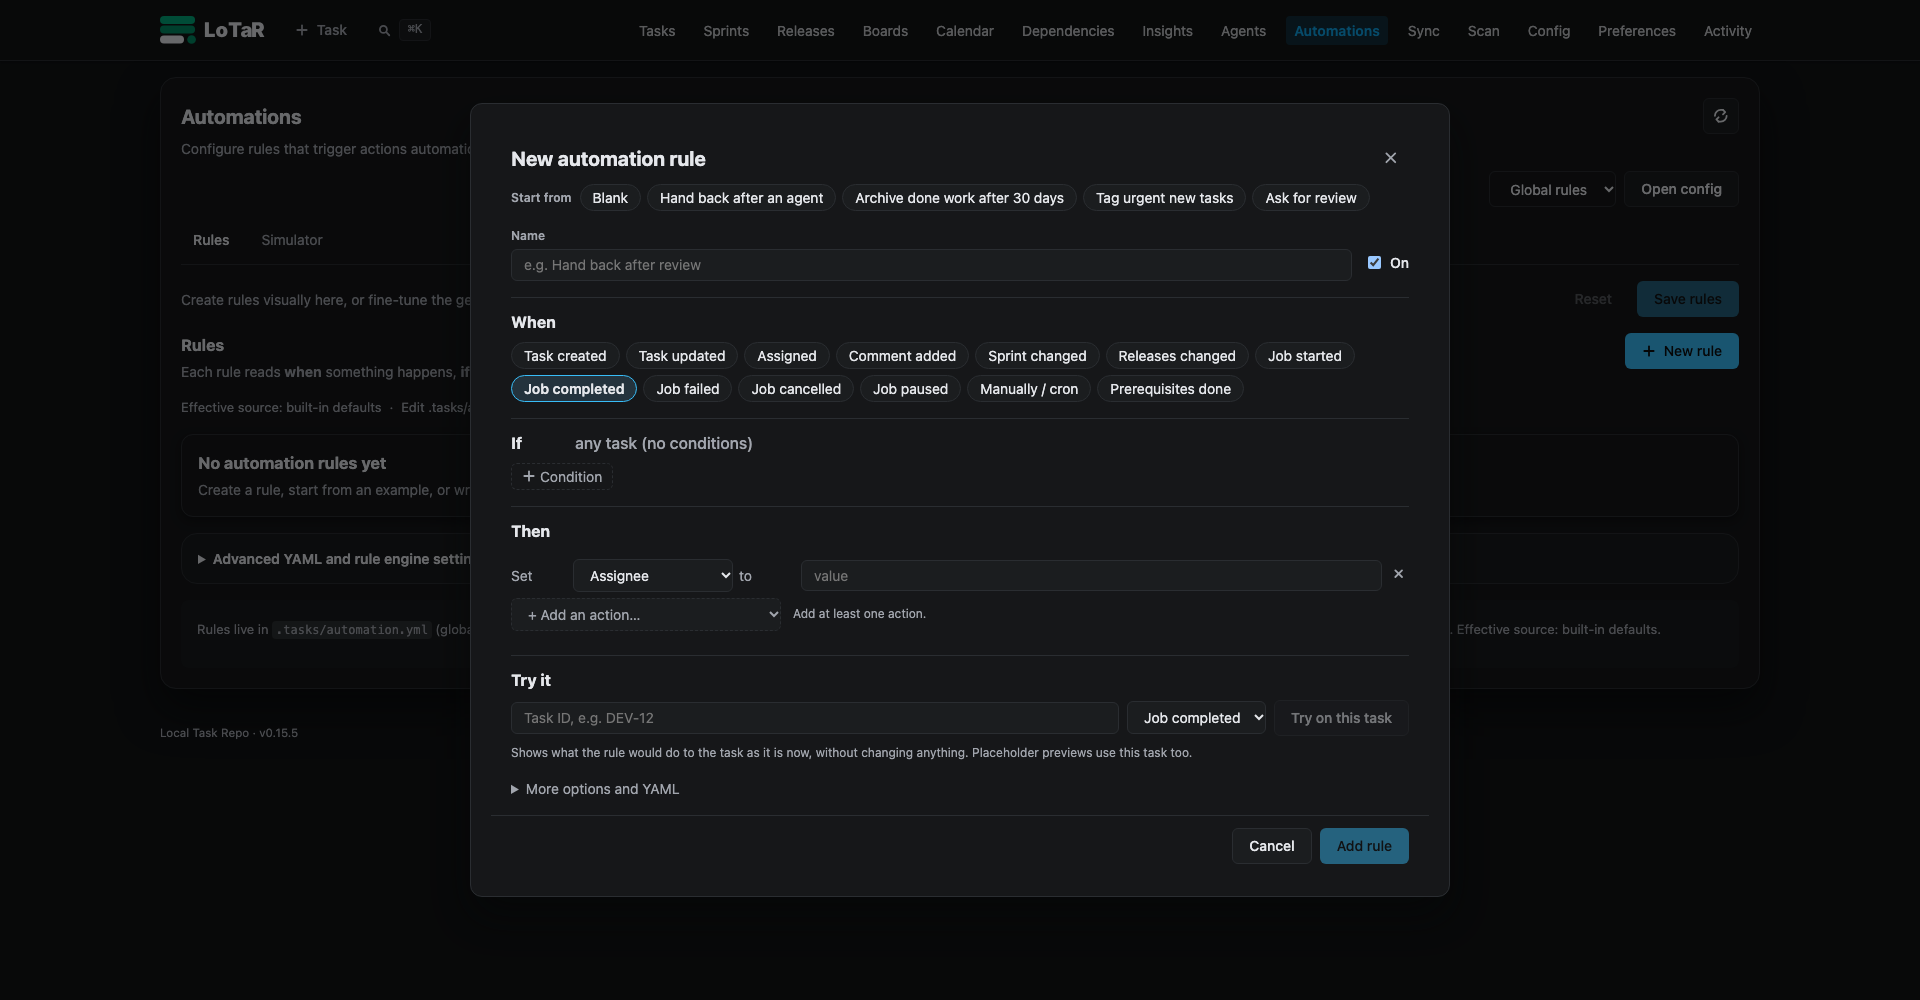 LoTaR
+ Task
⌘K
Tasks Sprints Releases Boards Calendar Dependencies Insights Agents Automations Sync Scan Config Preferences Activity
Automations
Configure rules that trigger actions
Global rules
Open config
Rules Simulator
Create rules visually here, or fine-tune the
Reset
Save rules
Rules
+ New rule
Each rule reads when something happens, if
Effective source: built-in defaults · Edit .tasks/
No automation rules yet
Create a rule, start from an example, or
Advanced YAML and rule engine
Rules live in .tasks/automation.yml
. Effective source: built-in defaults.
Local Task Repo · v0.15.5
New automation rule
Start from Blank Hand back after an agent Archive done work after 30 days Tag urgent new tasks Ask for review
Name
e.g. Hand back after review
On
When
Task created Task updated Assigned Comment added Sprint changed Releases changed Job started
Job completed Job failed Job cancelled Job paused Manually / cron Prerequisites done
If any task (no conditions)
+ Condition
Then
Set Assignee to value
+ Add an action... Add at least one action.
Try it
Task ID, e.g. DEV-12 Job completed Try on this task
Shows what the rule would do to the task as it is now, without changing anything. Placeholder previews use this task too.
More options and YAML
Cancel Add rule